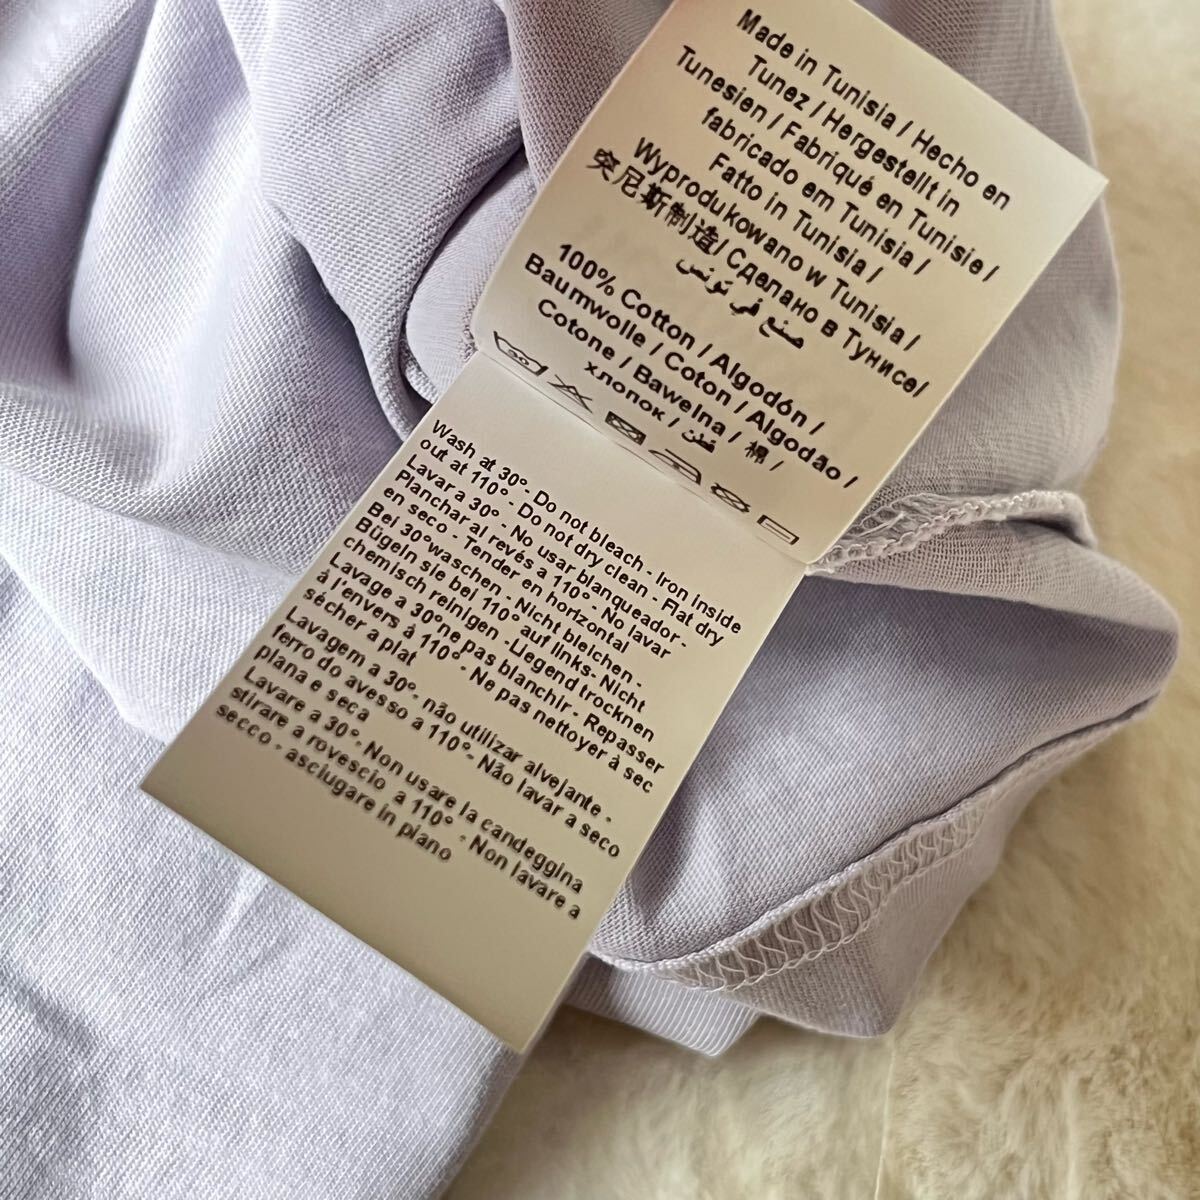 Made in Tunisia / Hecho en
Tunez / Hergestellt in
Tunesien / Fabriqué en Tunisie /
fabricado em Tunisia /
Fatto in Tunisia /
Wyprodukowano w Tunisia /
突尼斯制造/ Сделано в Тунисе/
صنع في تونس
100% Cotton / Algodón /
Baumwolle / Coton / Algodão /
Cotone / Bawelna / 棉 /
хлопок / قطن
30
Wash at 30°- Do not bleach - Iron inside
out at 110° - Do not dry clean - Flat dry
Lavar a 30° - No usar blanqueador -
Planchar al revés a 110° - No lavar
en seco - Tender en horizontal
Bei 30°waschen - Nicht bleichen -
Bügeln sie bei 110° auf links- Nicht
chemisch reinigen -Liegend trocknen
Lavage a 30°ne pas blanchir - Repasser
á l'envers à 110° - Ne pas nettoyer à sec
sécher a plat
Lavagem a 30°- não utilizar alvejante -
ferro do avesso a 110°- Não lavar a seco
plana e seca
Lavare a 30°- Non usare la candeggina
stirare a rovescio a 110° - Non lavare a
secco - asciugare in piano